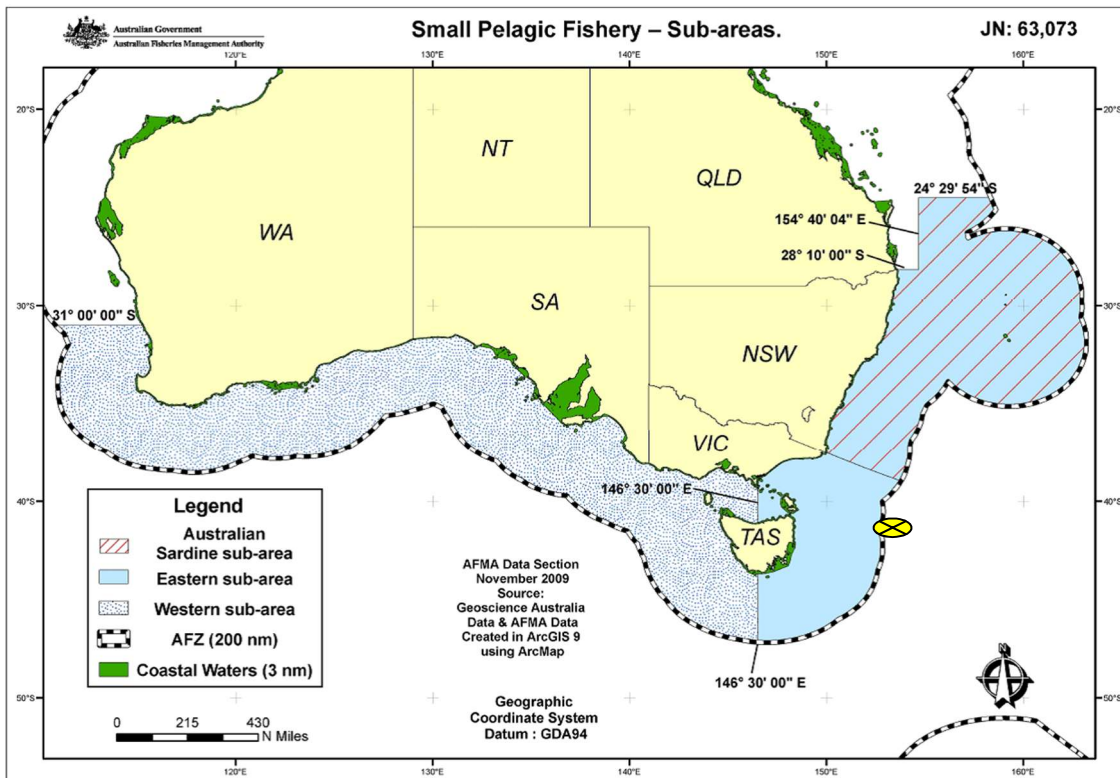 Australian Government
Australian Fisheries Management Authority
Small Pelagic Fishery – Sub-areas.
JN: 63,073
120°E 130°E 140°E 150°E 160°E
20°S 20°S
NT
QLD
24° 29' 54" S
154° 40' 04" E
WA
28° 10' 00" S
SA
30°S 30°S
31° 00' 00" S
NSW
VIC
146° 30' 00" E
40°S 40°S
TAS
Legend
Australian
Sardine sub-area
Eastern sub-area
Western sub-area
AFZ (200 nm)
Coastal Waters (3 nm)
AFMA Data Section
November 2009
Source:
Geoscience Australia
Data & AFMA Data
Created in ArcGIS 9
using ArcMap
146° 30' 00" E
N
Geographic
Coordinate System
Datum : GDA94
50°S 50°S
0 215 430
N Miles
120°E 130°E 140°E 150°E 160°E